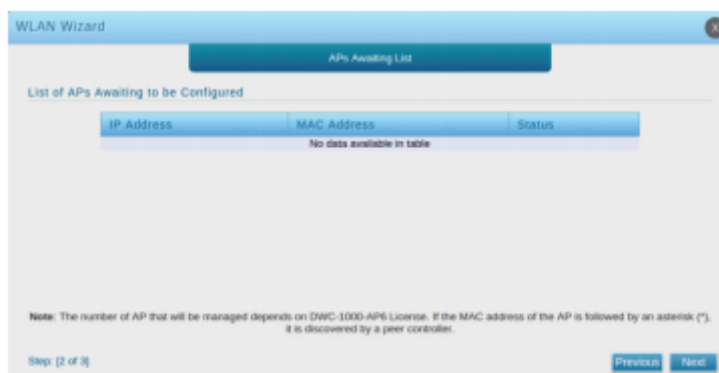 WLAN Wizard
X
APs Awaiting List
List of APs Awaiting to be Configured
IP Address MAC Address Status
No data available in table
Note: The number of AP that will be managed depends on DWC-1000-AP6 License. If the MAC address of the AP is followed by an asterisk (*),
it is discovered by a peer controller.
Step: [2 of 3]
Previous Next